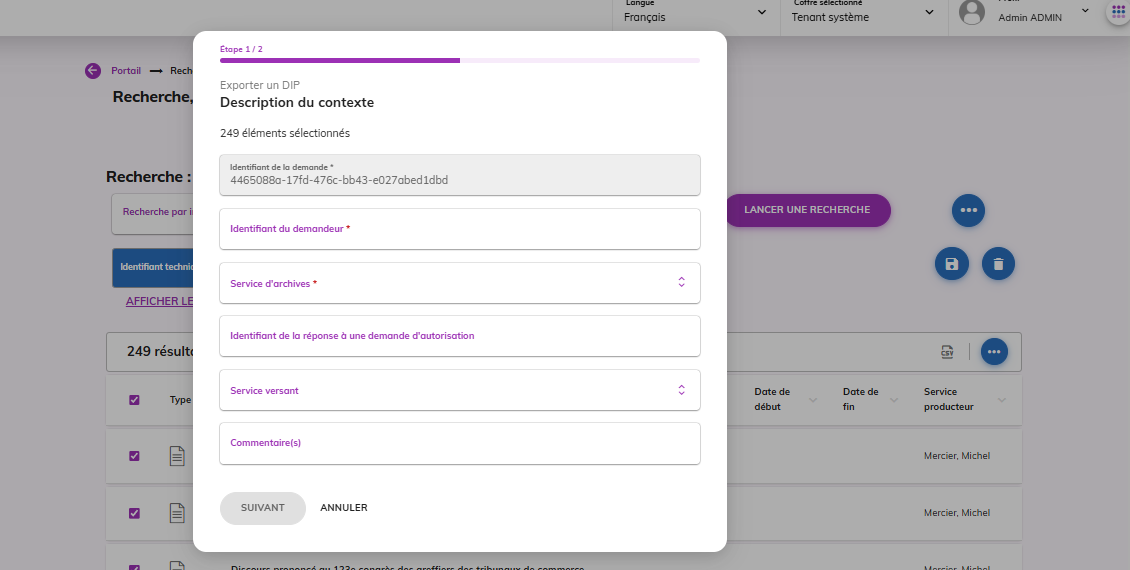 Langue
Français
Coffre sélectionné
Tenant système
Admin ADMIN
Portail
Rech
Recherche,
Étape 1 / 2
Exporter un DIP
Description du contexte
249 éléments sélectionnés
Identifiant de la demande *
4465088a-17fd-476c-bb43-e027abed1dbd
Identifiant du demandeur *
Service d'archives *
Identifiant de la réponse à une demande d'autorisation
Service versant
Commentaire(s)
SUIVANT
ANNULER
Recherche :
Recherche par i
LANCER UNE RECHERCHE
Identifiant techniq
AFFICHER LE
249 résulta
CSV
Type
Date de début
Date de fin
Service producteur
Mercier, Michel
Mercier, Michel
Discours prononcé au 123e congrès des greffiers des tribunaux de commerce
Mercier, Michel